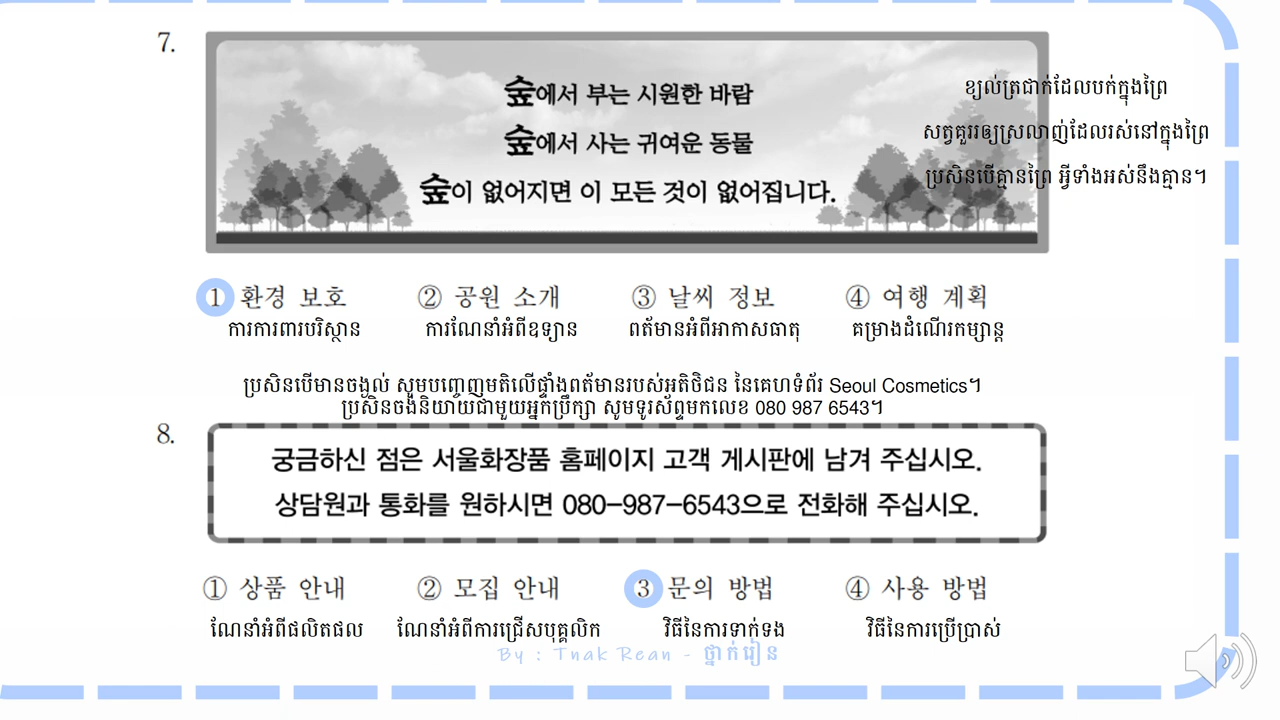 7.
숲에서 부는 시원한 바람
ខ្យល់ត្រជាក់ដែលបក់ក្នុងព្រៃ
숲에서 사는 귀여운 동물
សត្វគួរឲ្យស្រលាញ់ដែលរស់នៅក្នុងព្រៃ
숲이 없어지면 이 모든 것이 없어집니다.
ប្រសិនបើគ្មានព្រៃ អ្វីទាំងអស់នឹងគ្មាន។
① 환경 보호 ② 공원 소개 ③ 날씨 정보 ④ 여행 계획
ការការពារបរិស្ថាន ការណែនាំអំពីឧទ្យាន ពត័មានអំពីអាកាសធាតុ គម្រោងដំណើរកម្សាន្ត
ប្រសិនបើមានចង្ងល់ សូមបញ្ចេញមតិលើផ្ទាំងពត័មានរបស់អតិថិជន នៃគេហទំព័រ Seoul Cosmetics។
ប្រសិនចង់និយាយជាមួយអ្នកប្រឹក្សា សូមទូរស័ព្ទមកលេខ 080 987 6543។
8.
궁금하신 점은 서울화장품 홈페이지 고객 게시판에 남겨 주십시오.
상담원과 통화를 원하시면 080-987-6543으로 전화해 주십시오.
① 상품 안내 ② 모집 안내 ③ 문의 방법 ④ 사용 방법
ណែនាំអំពីផលិតផល ណែនាំអំពីការជ្រើសបុគ្គលិក វិធីនៃការទាក់ទង វិធីនៃការប្រើប្រាស់
By : Tnak Rean - ថ្នាក់រៀន